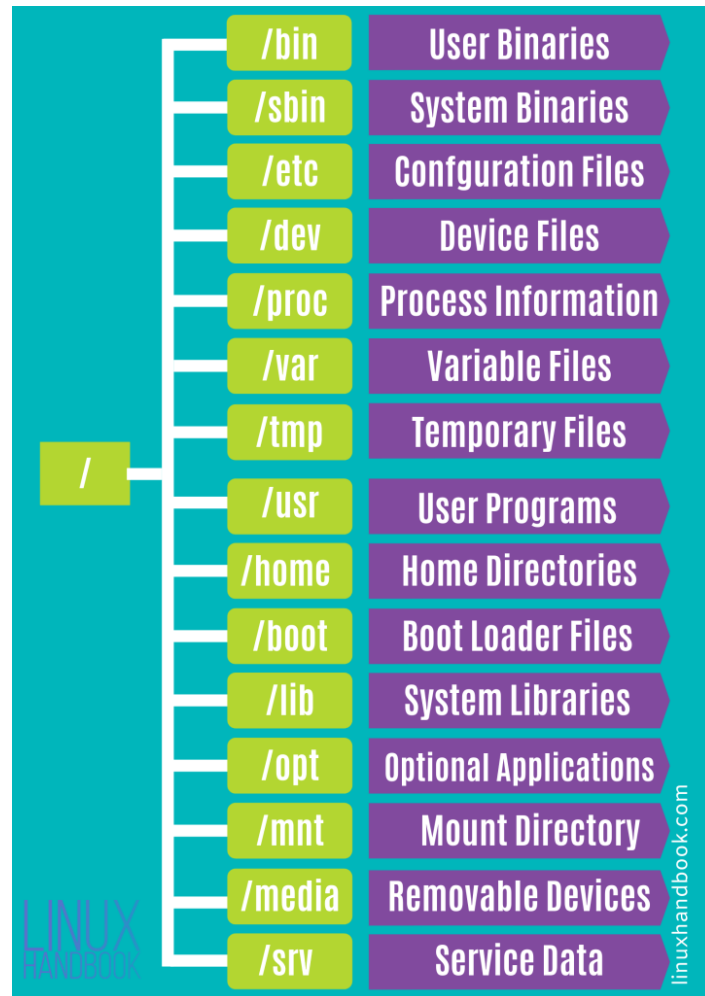 /bin User Binaries
/sbin System Binaries
/etc Confguration Files
/dev Device Files
/proc Process Information
/var Variable Files
/tmp Temporary Files
/
/usr User Programs
/home Home Directories
/boot Boot Loader Files
/lib System Libraries
/opt Optional Applications
/mnt Mount Directory
/media Removable Devices
/srv Service Data
LINUX
HANDBOOK
linuxhandbook.com